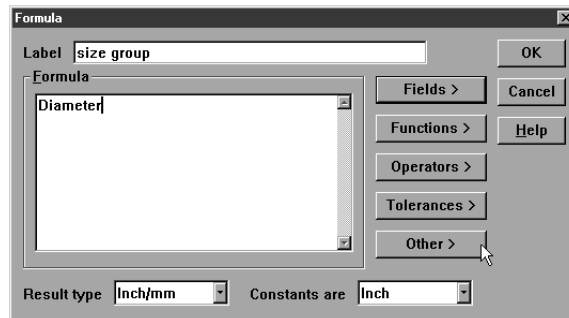 Formula
Label size group OK
Formula
Diameter
Fields > Cancel
Functions > Help
Operators >
Tolerances >
Other >
Result type Inch/mm Constants are Inch